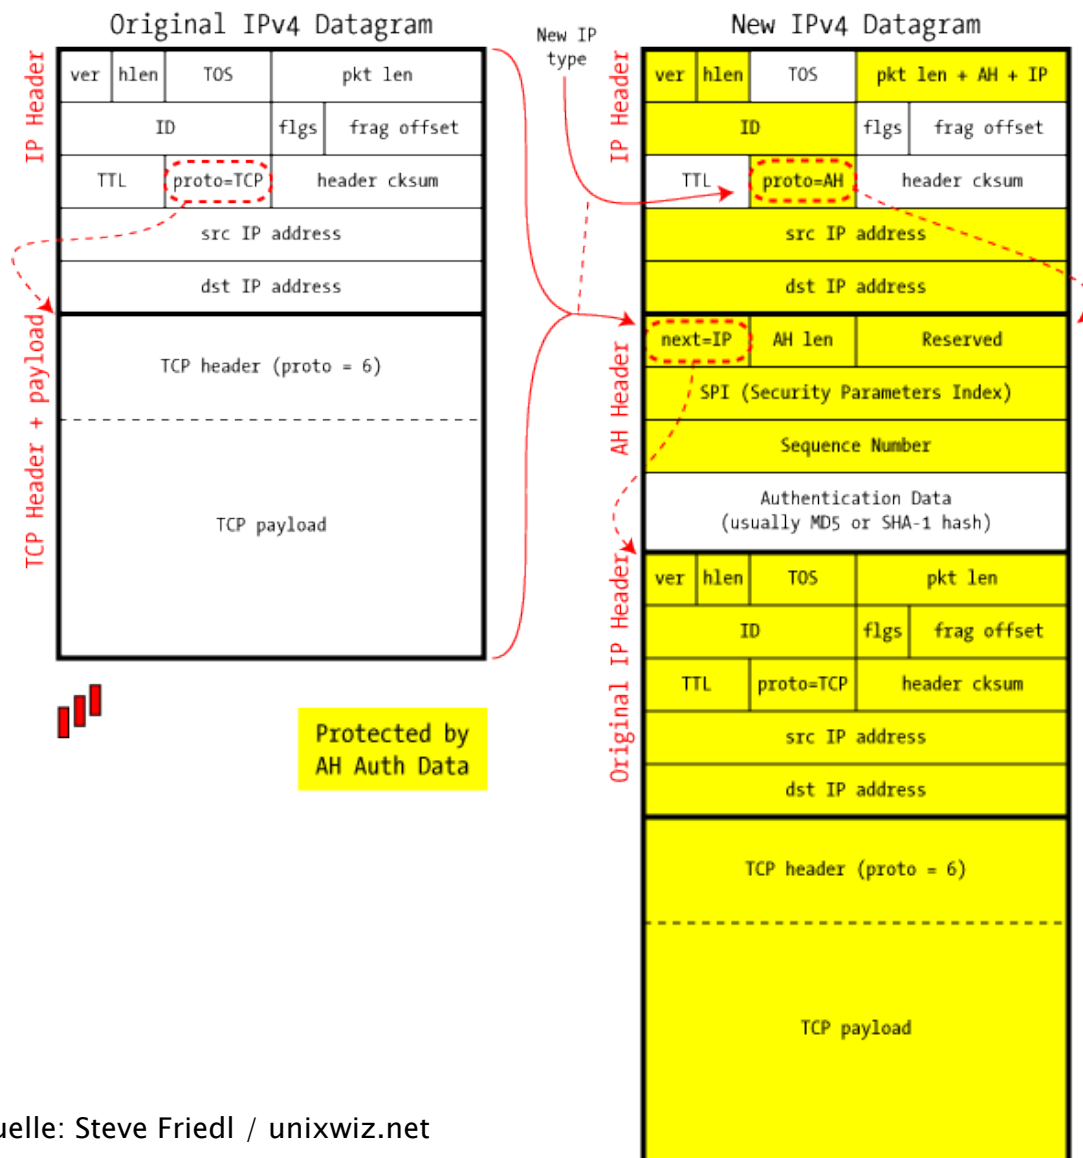 Original IPv4 Datagram
IP Header
ver hlen TOS pkt len
ID flgs frag offset
TTL proto=TCP header cksum
src IP address
dst IP address
TCP Header + payload
TCP header (proto = 6)
TCP payload
Protected by
AH Auth Data
New IP
type
New IPv4 Datagram
IP Header
ver hlen TOS pkt len + AH + IP
ID flgs frag offset
TTL proto=AH header cksum
src IP address
dst IP address
AH Header
next=IP AH len Reserved
SPI (Security Parameters Index)
Sequence Number
Authentication Data
(usually MD5 or SHA-1 hash)
Original IP Header
ver hlen TOS pkt len
ID flgs frag offset
TTL proto=TCP header cksum
src IP address
dst IP address
TCP header (proto = 6)
TCP payload
uelle: Steve Friedl / unixwiz.net